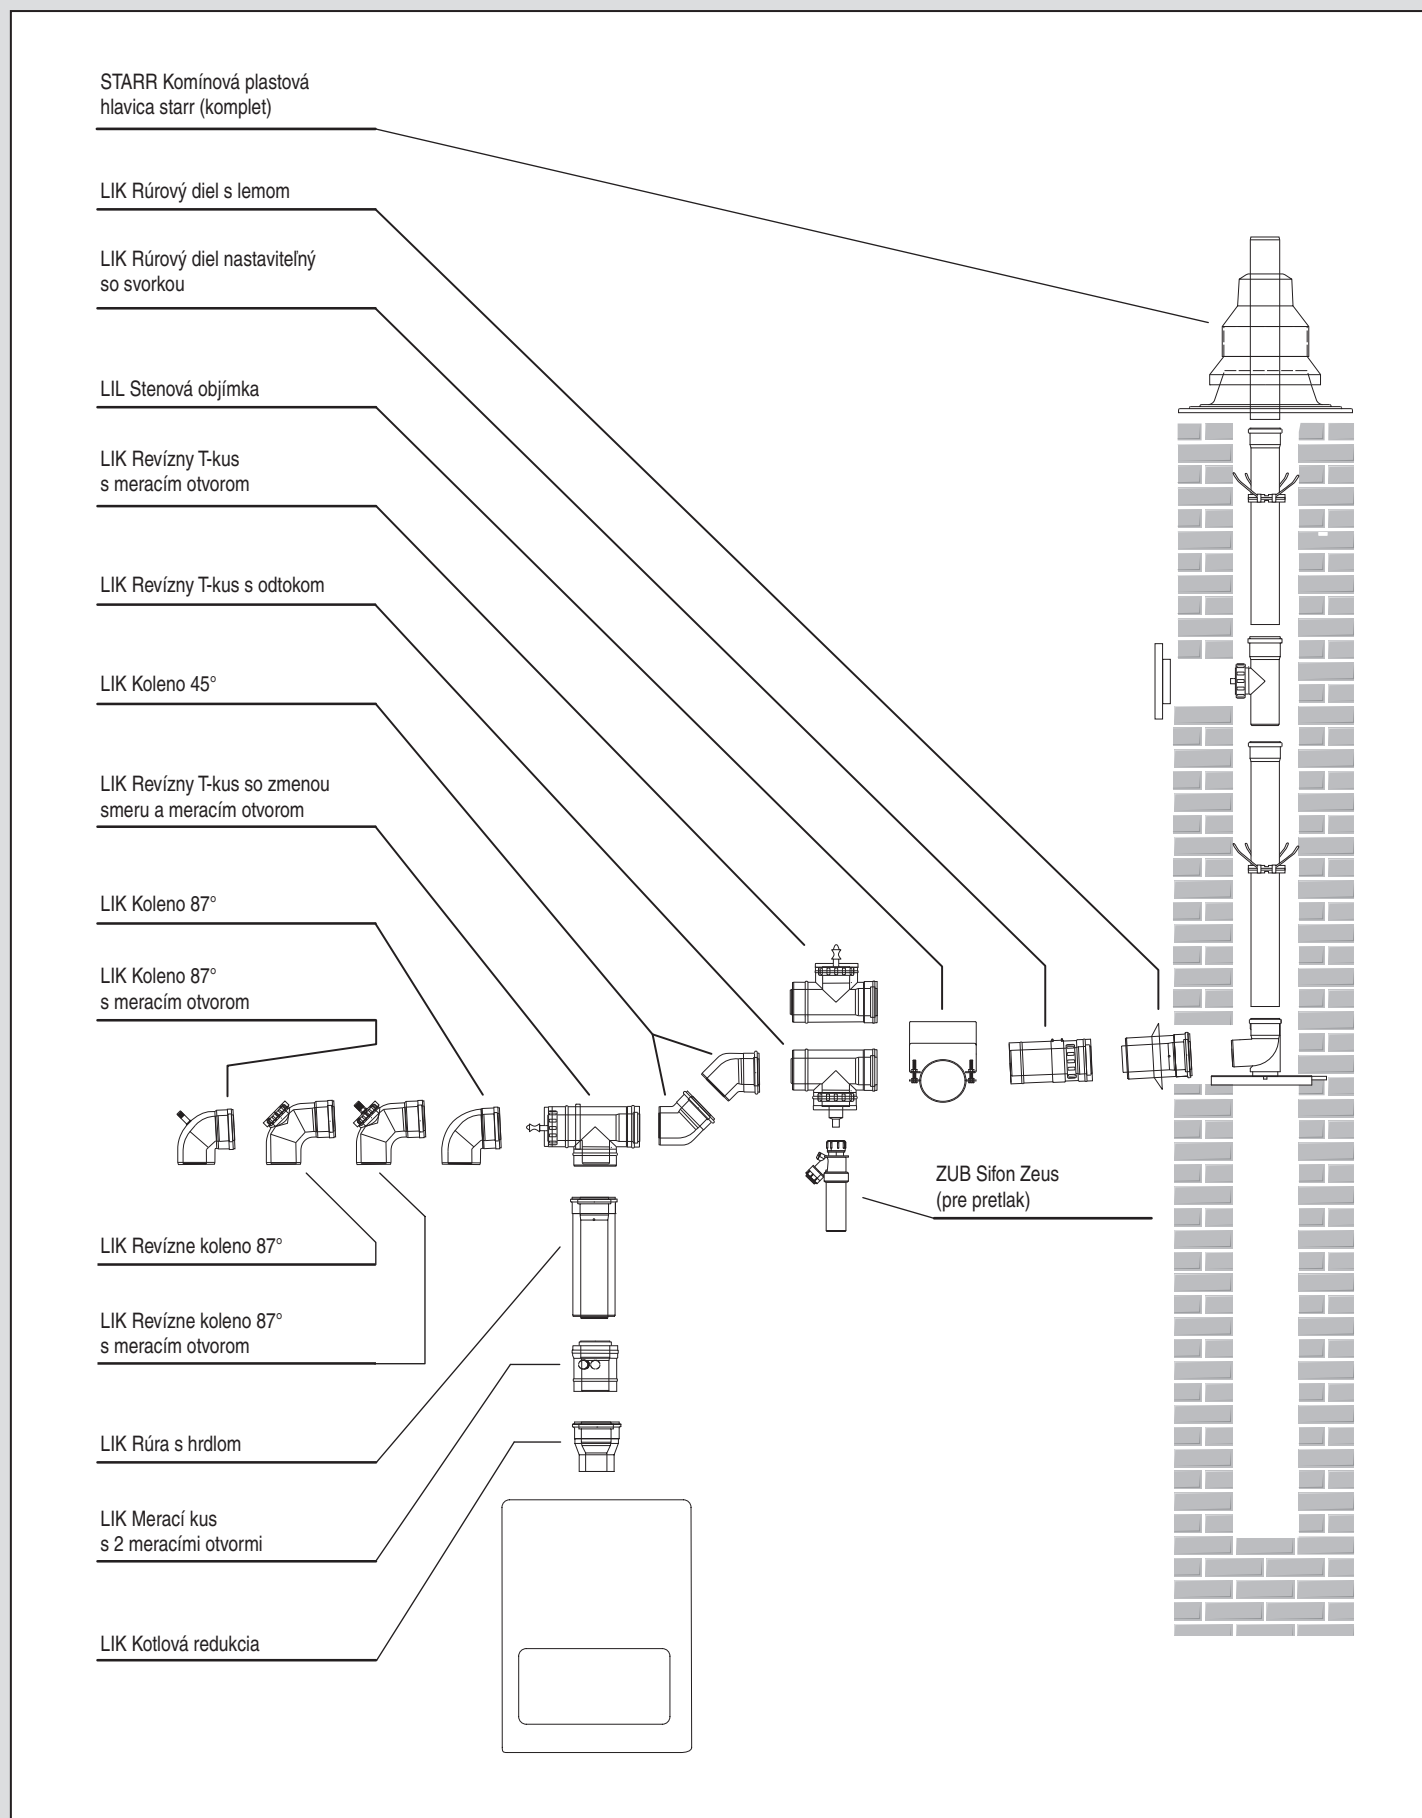 STARR Komínová plastová
hlavica starr (komplet)
LIK Rúrový diel s lemom
LIK Rúrový diel nastaviteľný
so svorkou
LIL Stenová objímka
LIK Revízny T-kus
s meracím otvorom
LIK Revízny T-kus s odtokom
LIK Koleno 45°
LIK Revízny T-kus so zmenou
smeru a meracím otvorom
LIK Koleno 87°
LIK Koleno 87°
s meracím otvorom
ZUB Sifon Zeus
(pre pretlak)
LIK Revízne koleno 87°
LIK Revízne koleno 87°
s meracím otvorom
LIK Rúra s hrdlom
LIK Merací kus
s 2 meracími otvormi
LIK Kotlová redukcia